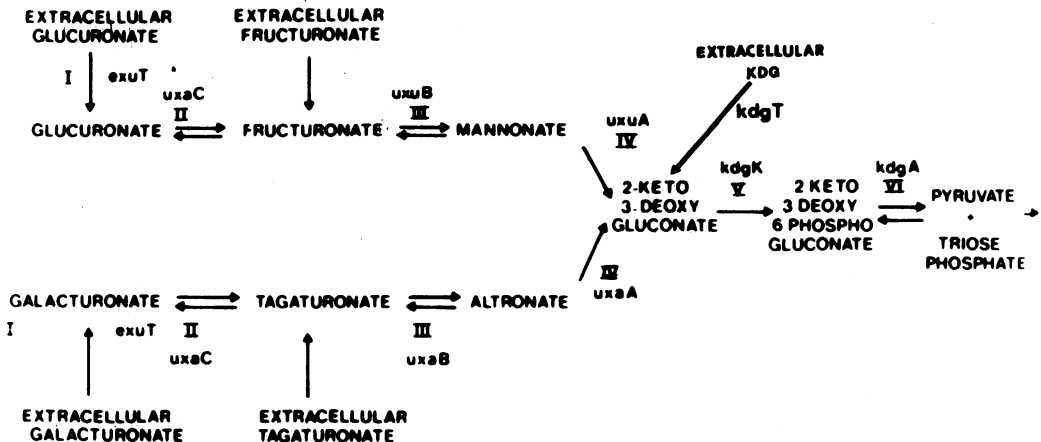 EXTRACELLULAR
GLUCURONATE
EXTRACELLULAR
FRUCTURONATE
EXTRACELLULAR
KDG
I
exuT
uxaC
II
uxuB
III
uxuA
IV
kdgT
GLUCURONATE
FRUCTURONATE
MANNONATE
kdgK
V
kdgA
VI
2-KETO
3-DEOXY
GLUCONATE
2 KETO
3 DEOXY
6 PHOSPHO
GLUCONATE
PYRUVATE
TRIOSE
PHOSPHATE
IV
uxaA
GALACTURONATE
TAGATURONATE
ALTRONATE
I
exuT
II
uxaC
III
uxaB
EXTRACELLULAR
GALACTURONATE
EXTRACELLULAR
TAGATURONATE